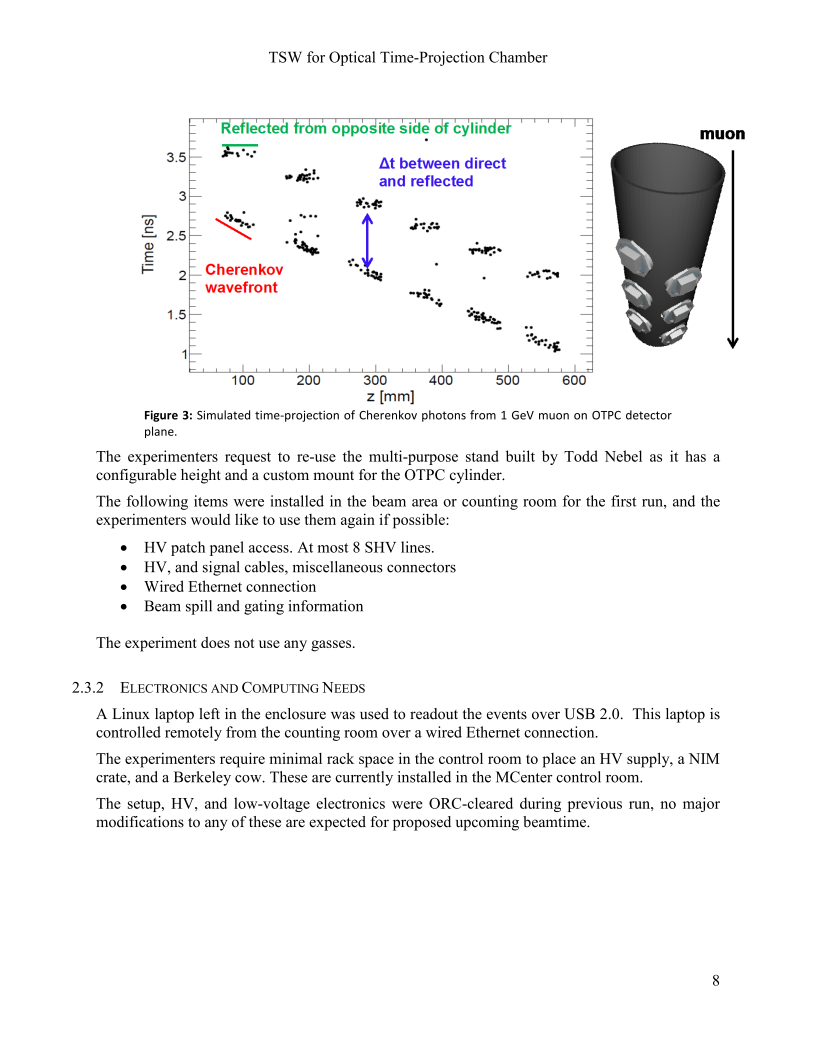 TSW for Optical Time-Projection Chamber
Reflected from opposite side of cylinder
Δt between direct
and reflected
Cherenkov
wavefront
muon
Time [ns]
3.5
3
2.5
2
1.5
1
100 200 300 400 500 600
z [mm]
Figure 3: Simulated time-projection of Cherenkov photons from 1 GeV muon on OTPC detector
plane.
The experimenters request to re-use the multi-purpose stand built by Todd Nebel as it has a
configurable height and a custom mount for the OTPC cylinder.
The following items were installed in the beam area or counting room for the first run, and the
experimenters would like to use them again if possible:
• HV patch panel access. At most 8 SHV lines.
• HV, and signal cables, miscellaneous connectors
• Wired Ethernet connection
• Beam spill and gating information
The experiment does not use any gasses.
2.3.2 ELECTRONICS AND COMPUTING NEEDS
A Linux laptop left in the enclosure was used to readout the events over USB 2.0. This laptop is
controlled remotely from the counting room over a wired Ethernet connection.
The experimenters require minimal rack space in the control room to place an HV supply, a NIM
crate, and a Berkeley cow. These are currently installed in the MCenter control room.
The setup, HV, and low-voltage electronics were ORC-cleared during previous run, no major
modifications to any of these are expected for proposed upcoming beamtime.
8